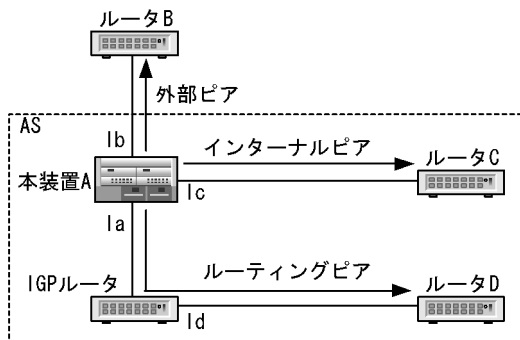 ルータB
外部ピア
AS
Ib
インターナルピア
ルータC
本装置A
Ic
Ia
IGPルータ
ルーティングピア
ルータD
Id